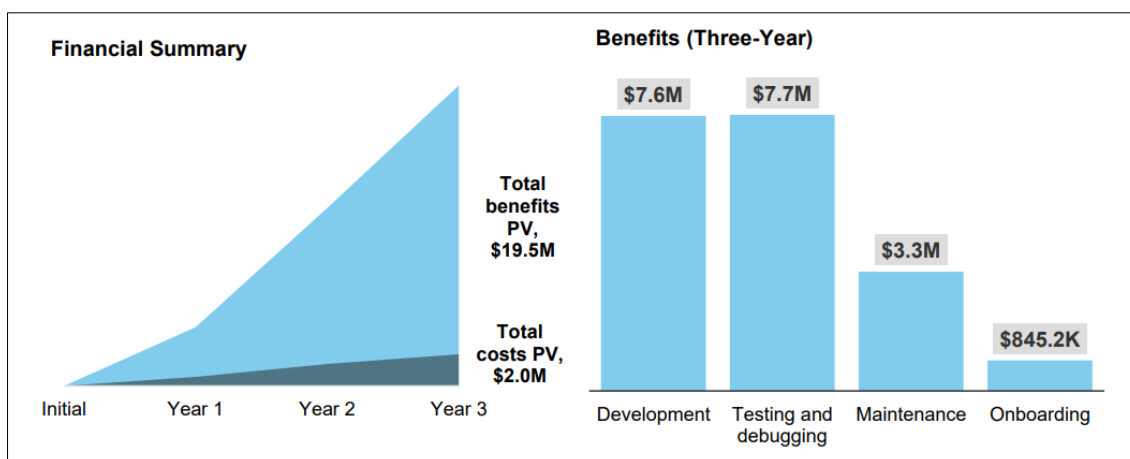 Financial Summary
Total
benefits
PV,
$19.5M
Total
costs PV,
$2.0M
Initial
Year 1
Year 2
Year 3
Benefits (Three-Year)
$7.6M
$7.7M
$3.3M
$845.2K
Development
Testing and
debugging
Maintenance
Onboarding